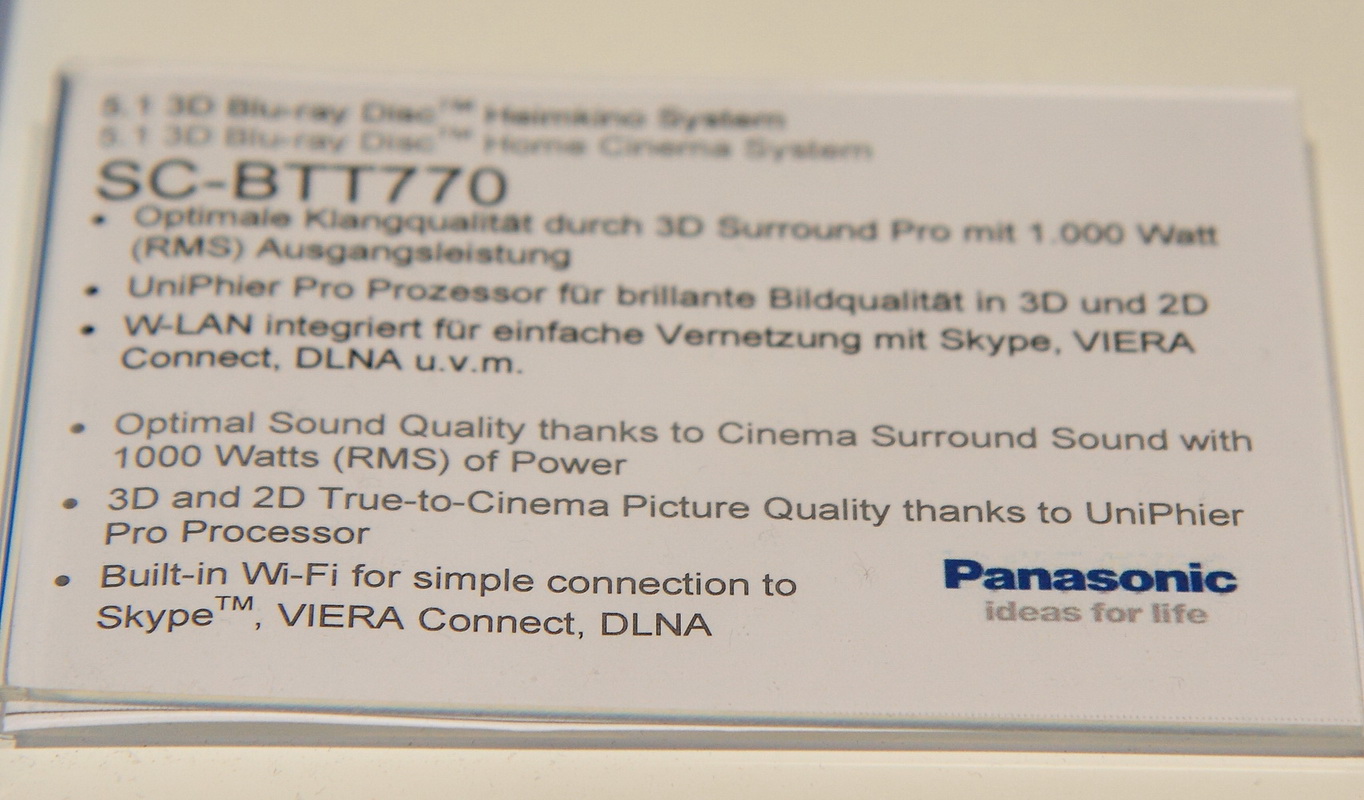 5.1 3D Blu-ray Disc™ Heimkino System
5.1 3D Blu-ray Disc™ Home Cinema System
SC-BTT770
• Optimale Klangqualität durch 3D Surround Pro mit 1.000 Watt
(RMS) Ausgangsleistung
• UniPhier Pro Prozessor für brillante Bildqualität in 3D und 2D
• W-LAN integriert für einfache Vernetzung mit Skype, VIERA
Connect, DLNA u.v.m.
• Optimal Sound Quality thanks to Cinema Surround Sound with
1000 Watts (RMS) of Power
• 3D and 2D True-to-Cinema Picture Quality thanks to UniPhier
Pro Processor
• Built-in Wi-Fi for simple connection to
Skype™, VIERA Connect, DLNA
Panasonic
ideas for life